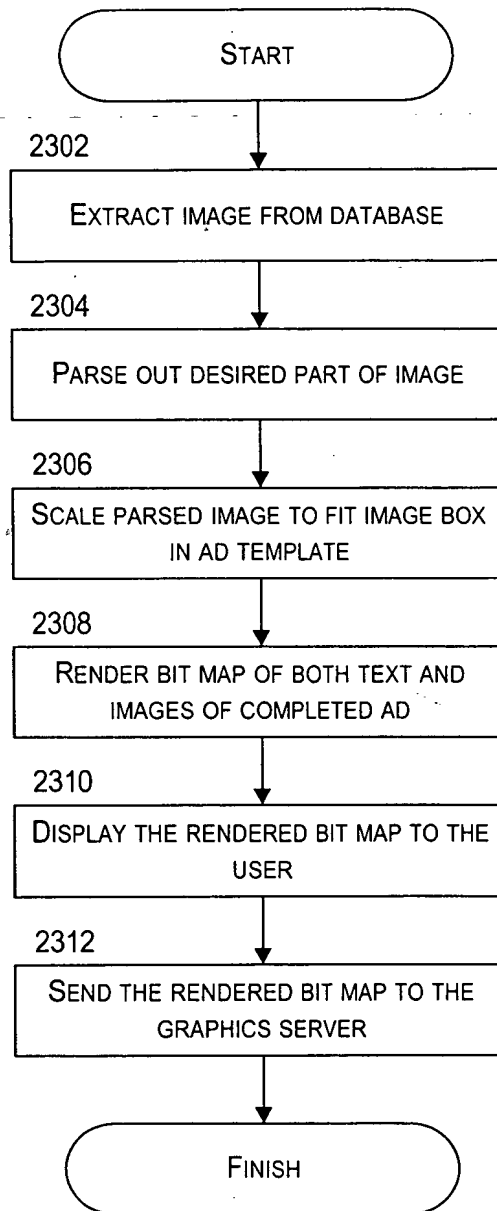 START
2302
EXTRACT IMAGE FROM DATABASE
2304
PARSE OUT DESIRED PART OF IMAGE
2306
SCALE PARSED IMAGE TO FIT IMAGE BOX
IN AD TEMPLATE
2308
RENDER BIT MAP OF BOTH TEXT AND
IMAGES OF COMPLETED AD
2310
DISPLAY THE RENDERED BIT MAP TO THE
USER
2312
SEND THE RENDERED BIT MAP TO THE
GRAPHICS SERVER
FINISH